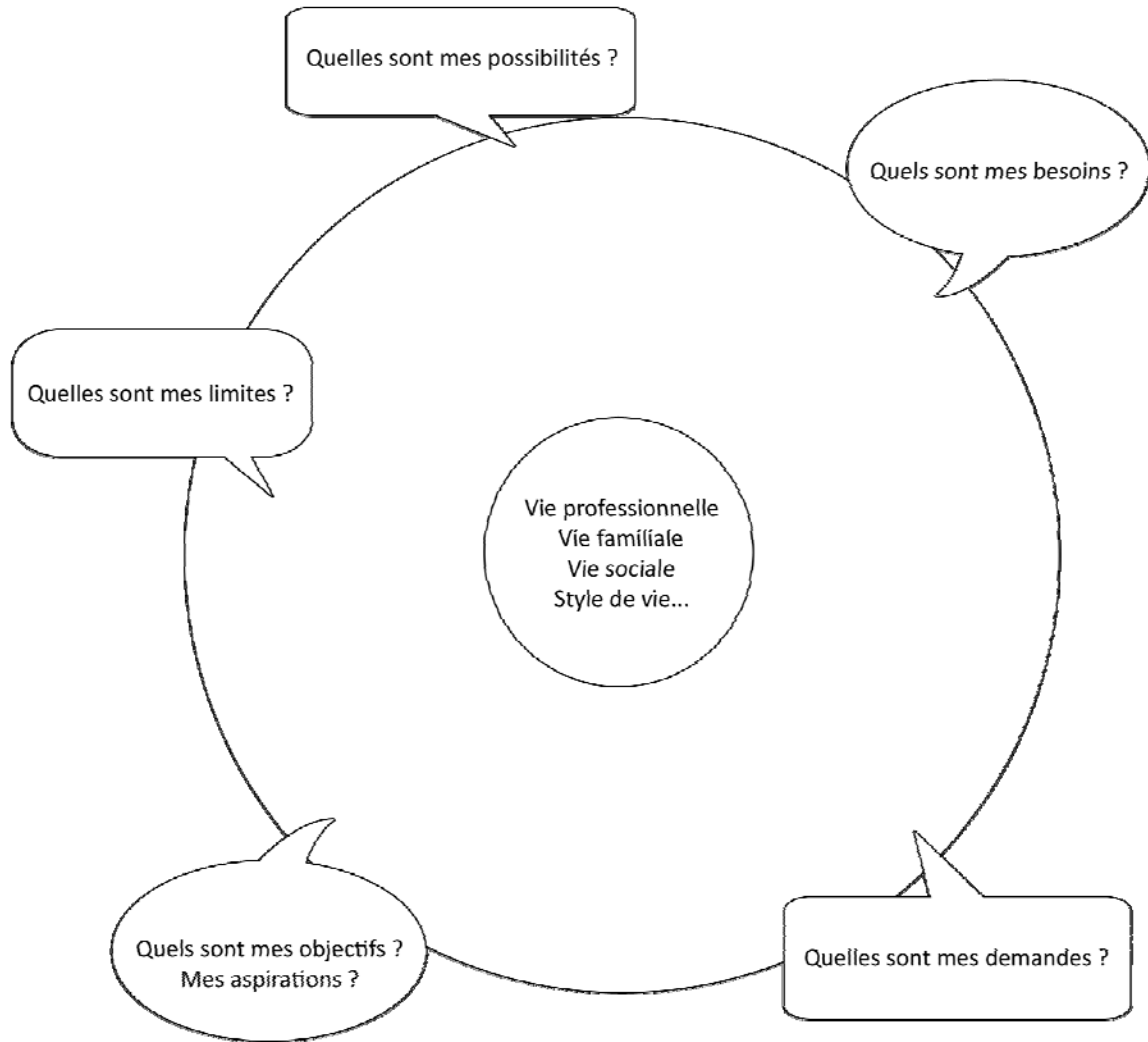 Quelles sont mes possibilités ?
Quels sont mes besoins ?
Quelles sont mes limites ?
Vie professionnelle
Vie familiale
Vie sociale
Style de vie...
Quels sont mes objectifs ?
Mes aspirations ?
Quelles sont mes demandes ?